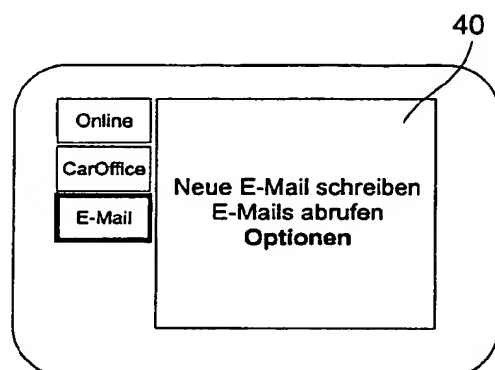 40
Online
CarOffice
E-Mail
Neue E-Mail schreiben
E-Mails abrufen
Optionen